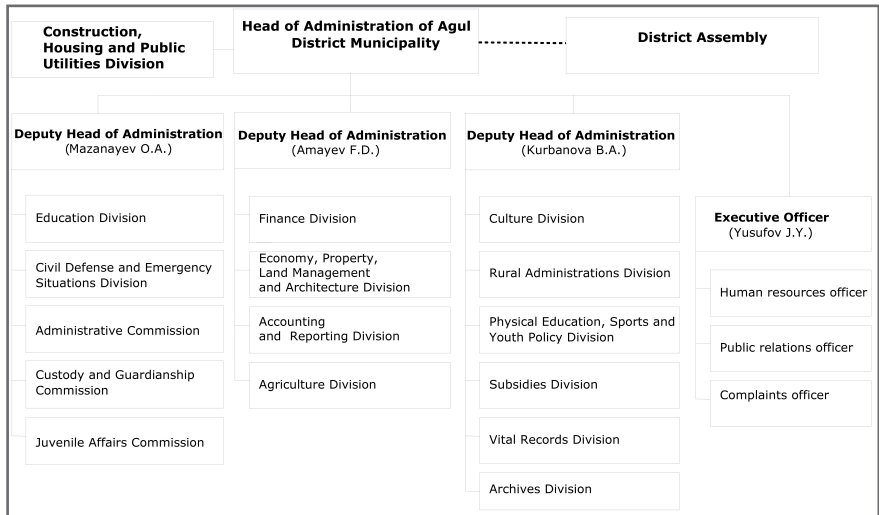 Construction,
Housing and Public
Utilities Division
Head of Administration of Agul
District Municipality
District Assembly
Deputy Head of Administration
(Mazanayev O.A.)
Education Division
Civil Defense and Emergency
Situations Division
Administrative Commission
Custody and Guardianship
Commission
Juvenile Affairs Commission
Deputy Head of Administration
(Amayev F.D.)
Finance Division
Economy, Property,
Land Management
and Architecture Division
Accounting
and Reporting Division
Agriculture Division
Deputy Head of Administration
(Kurbanova B.A.)
Culture Division
Rural Administrations Division
Physical Education, Sports and
Youth Policy Division
Subsidies Division
Vital Records Division
Archives Division
Executive Officer
(Yusufov J.Y.)
Human resources officer
Public relations officer
Complaints officer